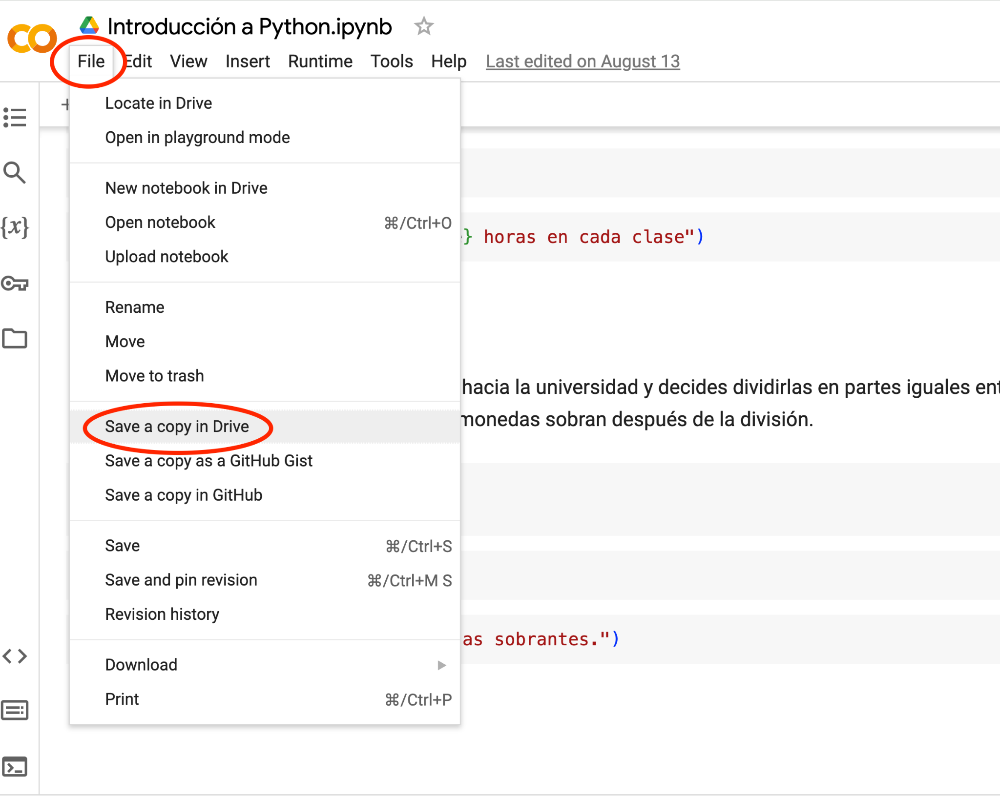 Introducción a Python.ipynb
File Edit View Insert Runtime Tools Help Last edited on August 13
Locate in Drive
Open in playground mode
New notebook in Drive
Open notebook ⌘/Ctrl+O
} horas en cada clase")
Upload notebook
Rename
Move
Move to trash
hacia la universidad y decides dividirlas en partes iguales
monedas sobran después de la división.
Save a copy in Drive
Save a copy as a GitHub Gist
Save a copy in GitHub
Save ⌘/Ctrl+S
Save and pin revision ⌘/Ctrl+M S
Revision history
as sobrantes.")
Download
Print ⌘/Ctrl+P
{x}